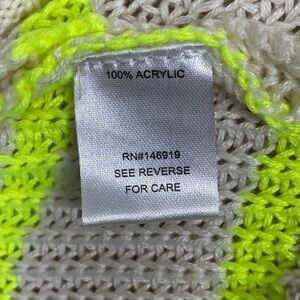 100% ACRYLIC
RN#146919
SEE REVERSE
FOR CARE